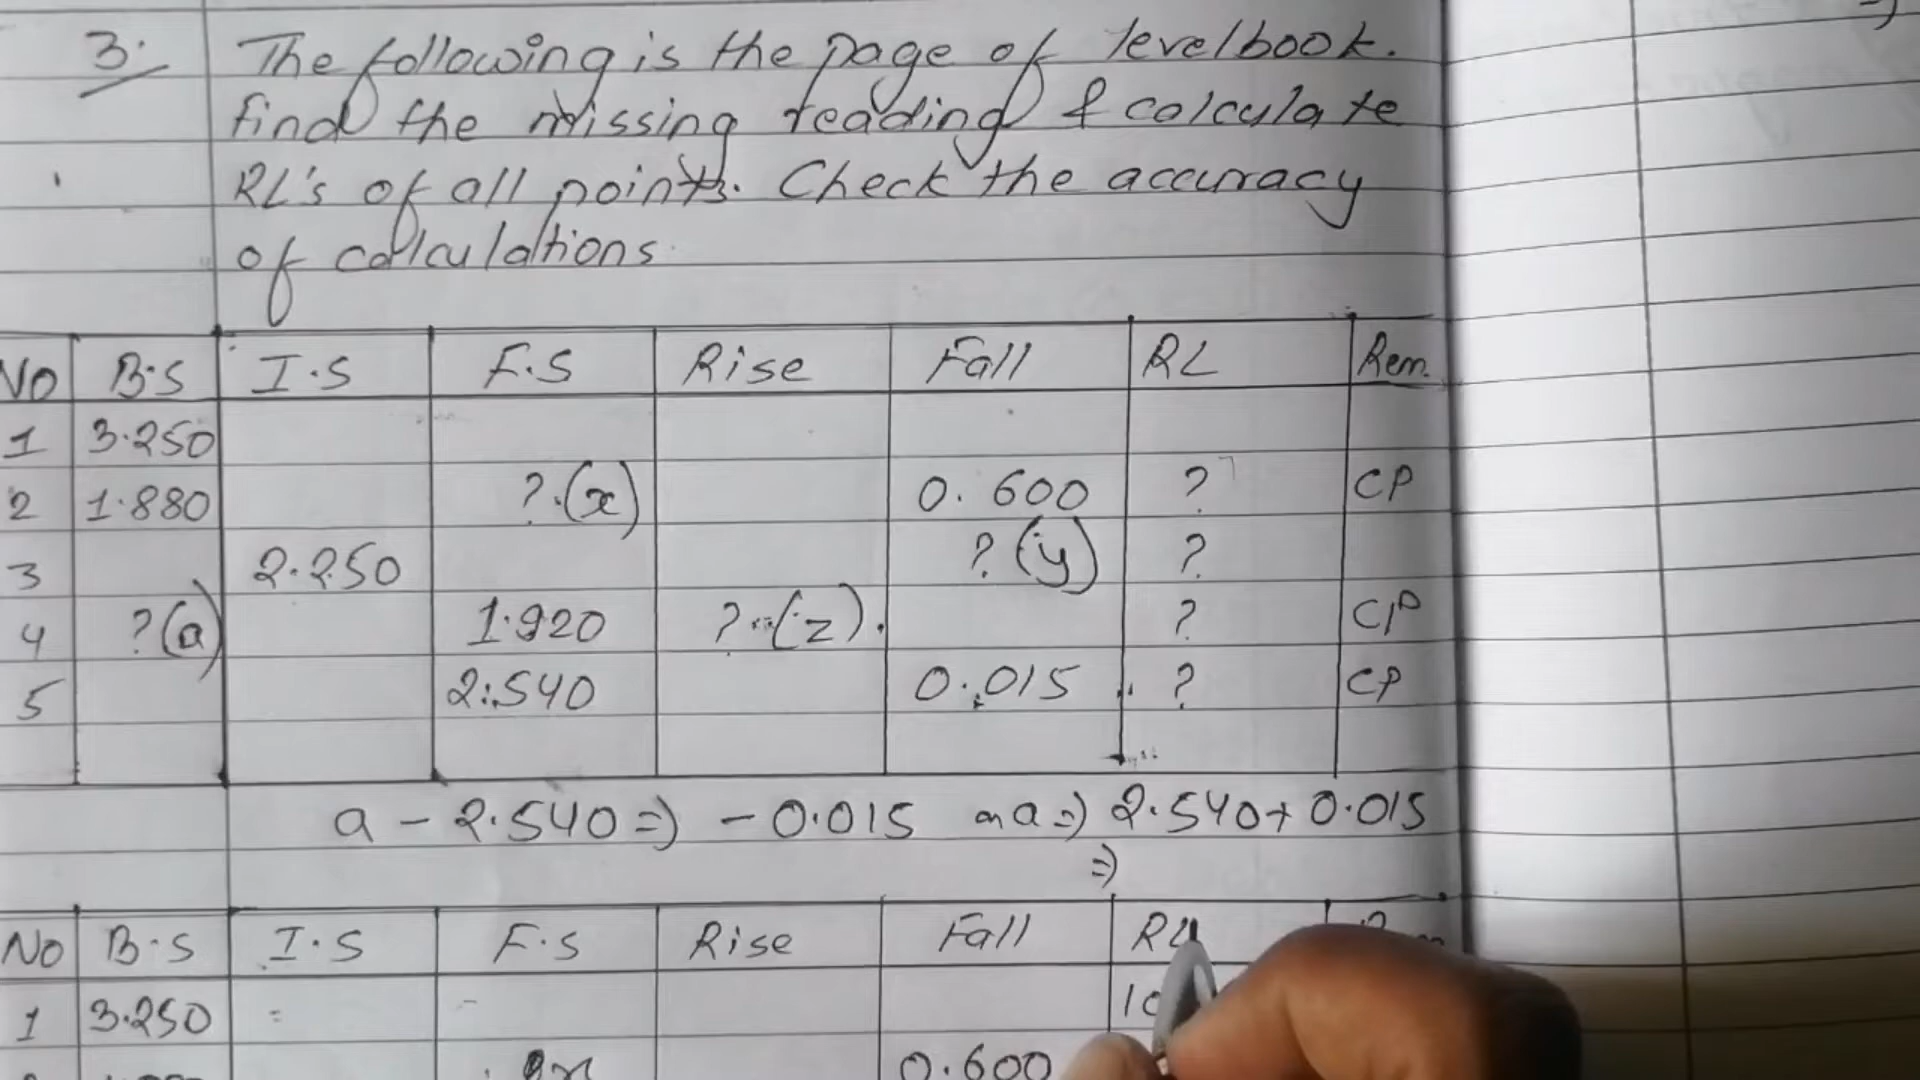 3. The following is the page of levelbook.
find the missing reading & calculate
RL's of all points. Check the accuracy
of calculations.
No B.S I.S F.S Rise Fall RL Rem.
1 3.250
2 1.880 ? (x) 0.600 ? CP
3 2.250 ? (y) ?
4 ? (a) 1.920 ? (z) ? CP
5 2.540 0.015 ? CP
a - 2.540 => - 0.015 a => 2.540 + 0.015
=>
No B.S I.S F.S Rise Fall RL
1 3.250
0.600